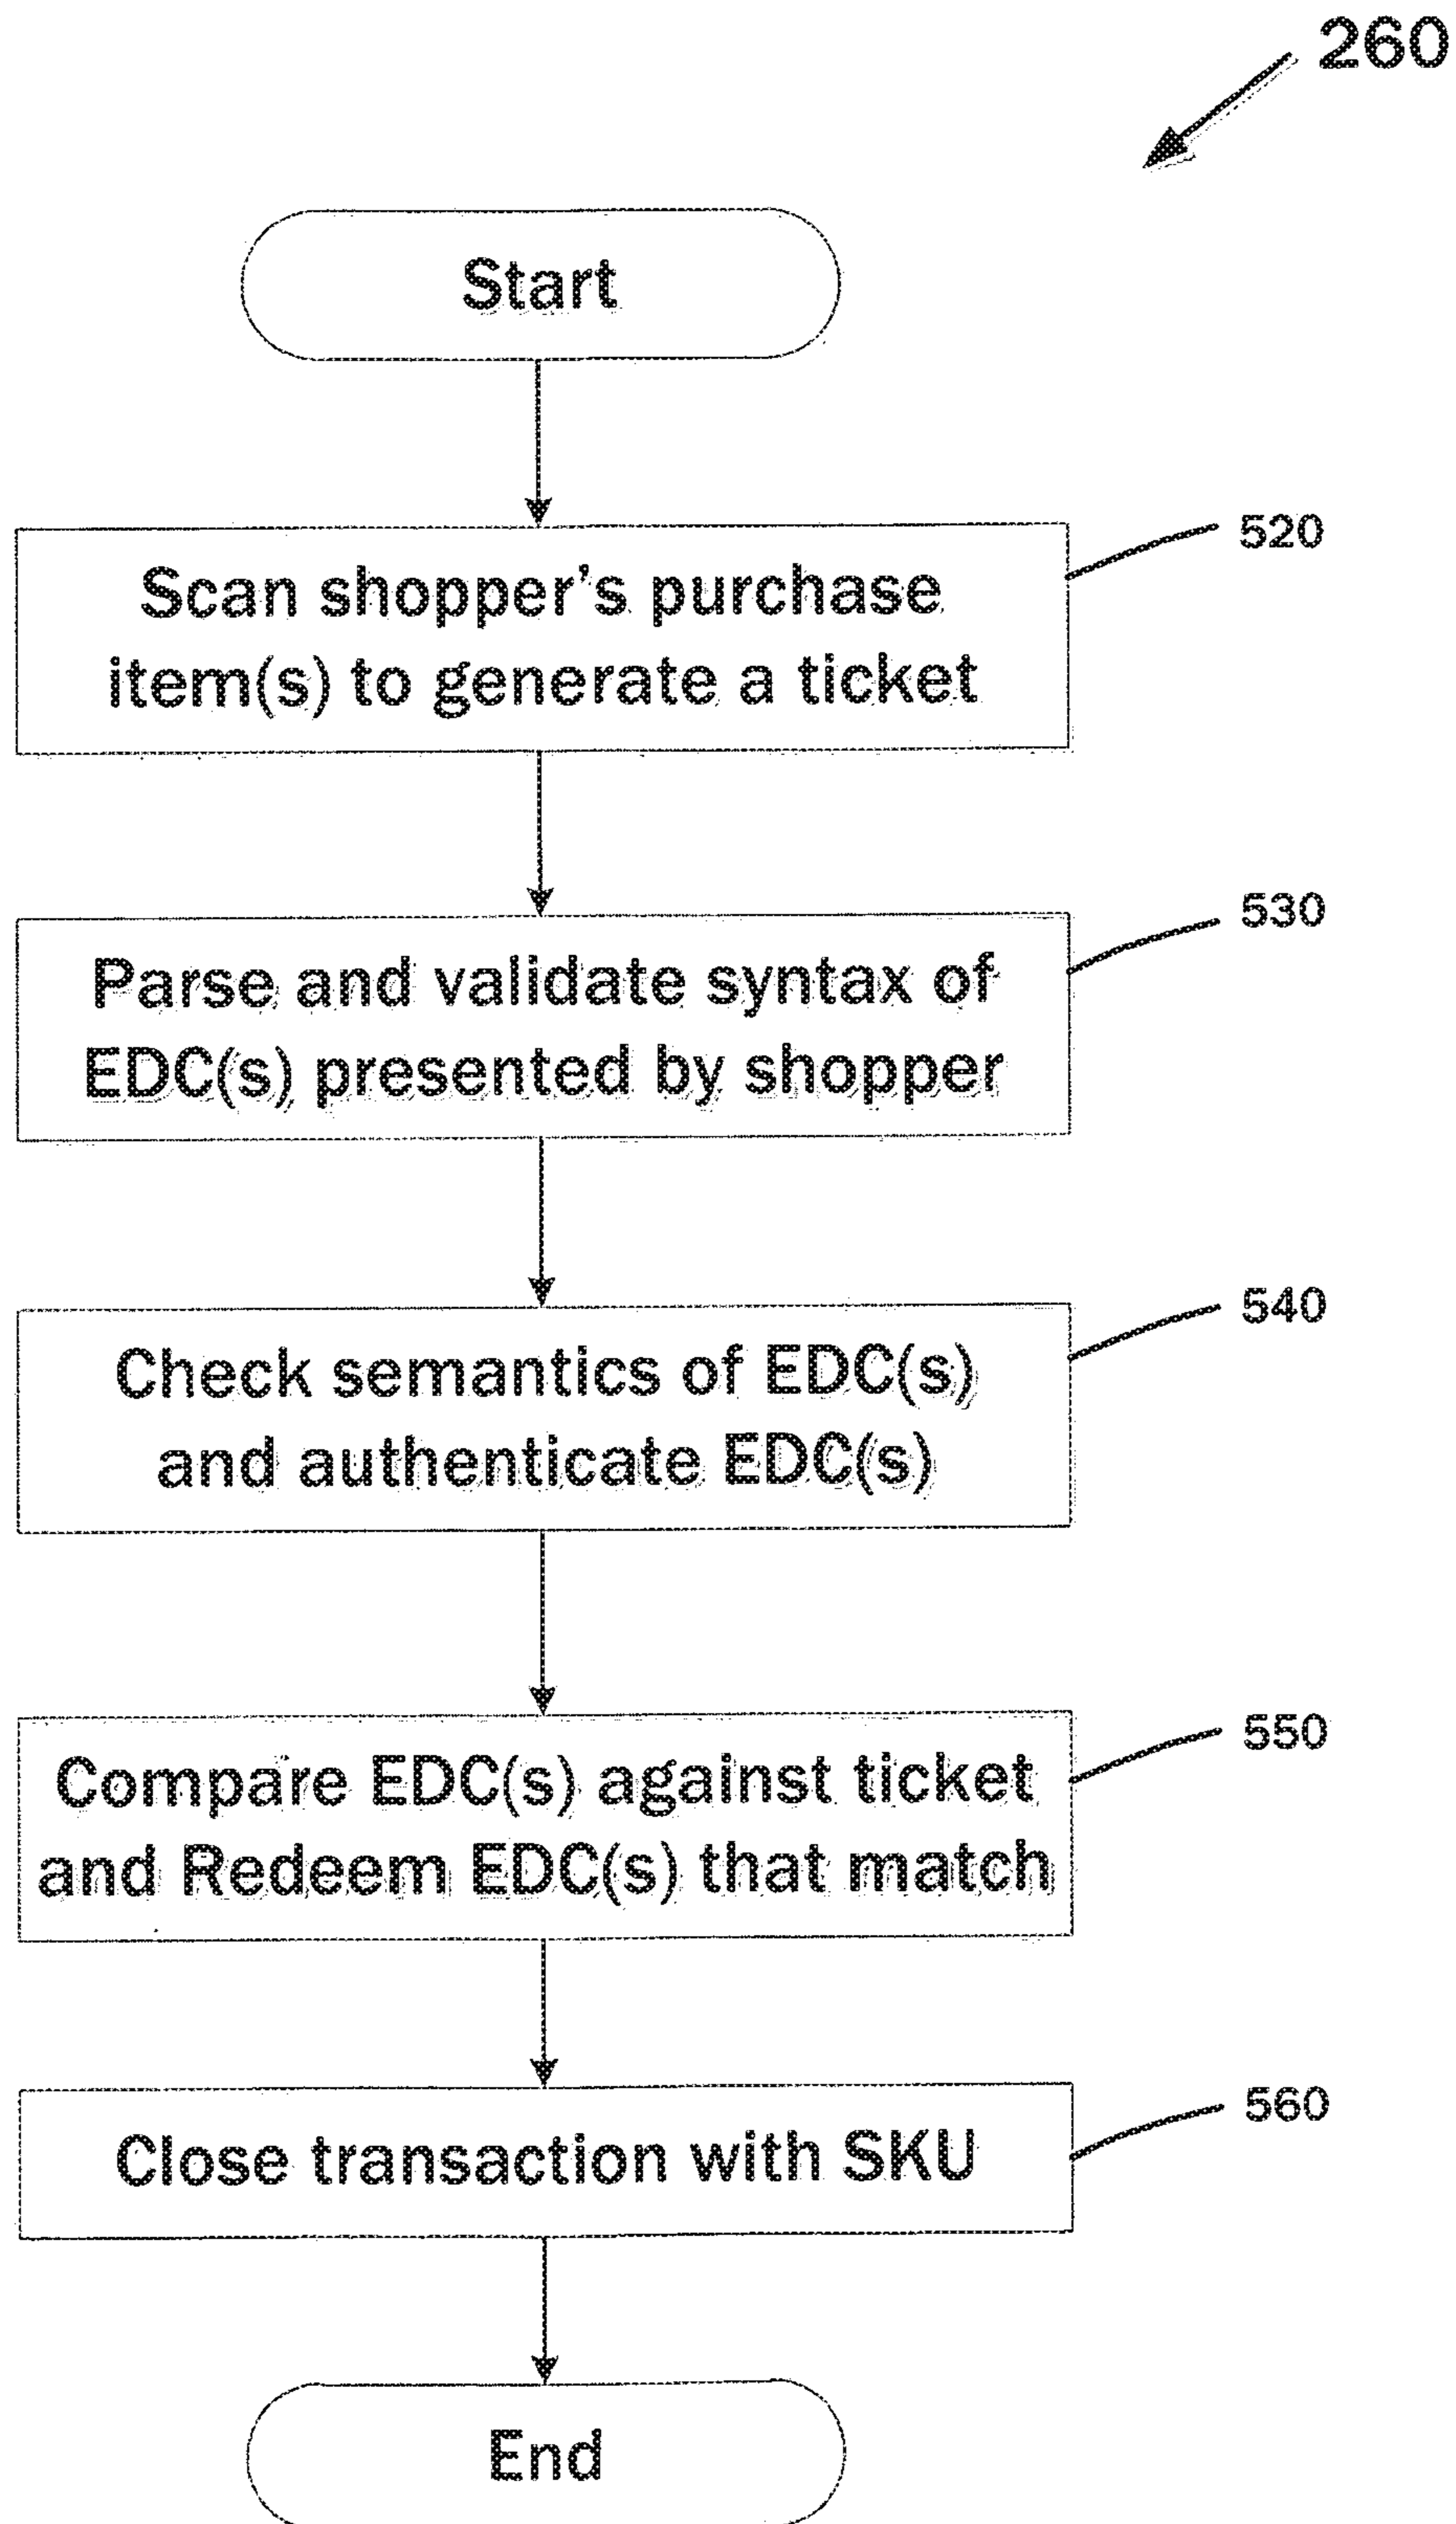 260
Start
520
Scan shopper's purchase
item(s) to generate a ticket
530
Parse and validate syntax of
EDC(s) presented by shopper
540
Check semantics of EDC(s)
and authenticate EDC(s)
550
Compare EDC(s) against ticket
and Redeem EDC(s) that match
560
Close transaction with SKU
End